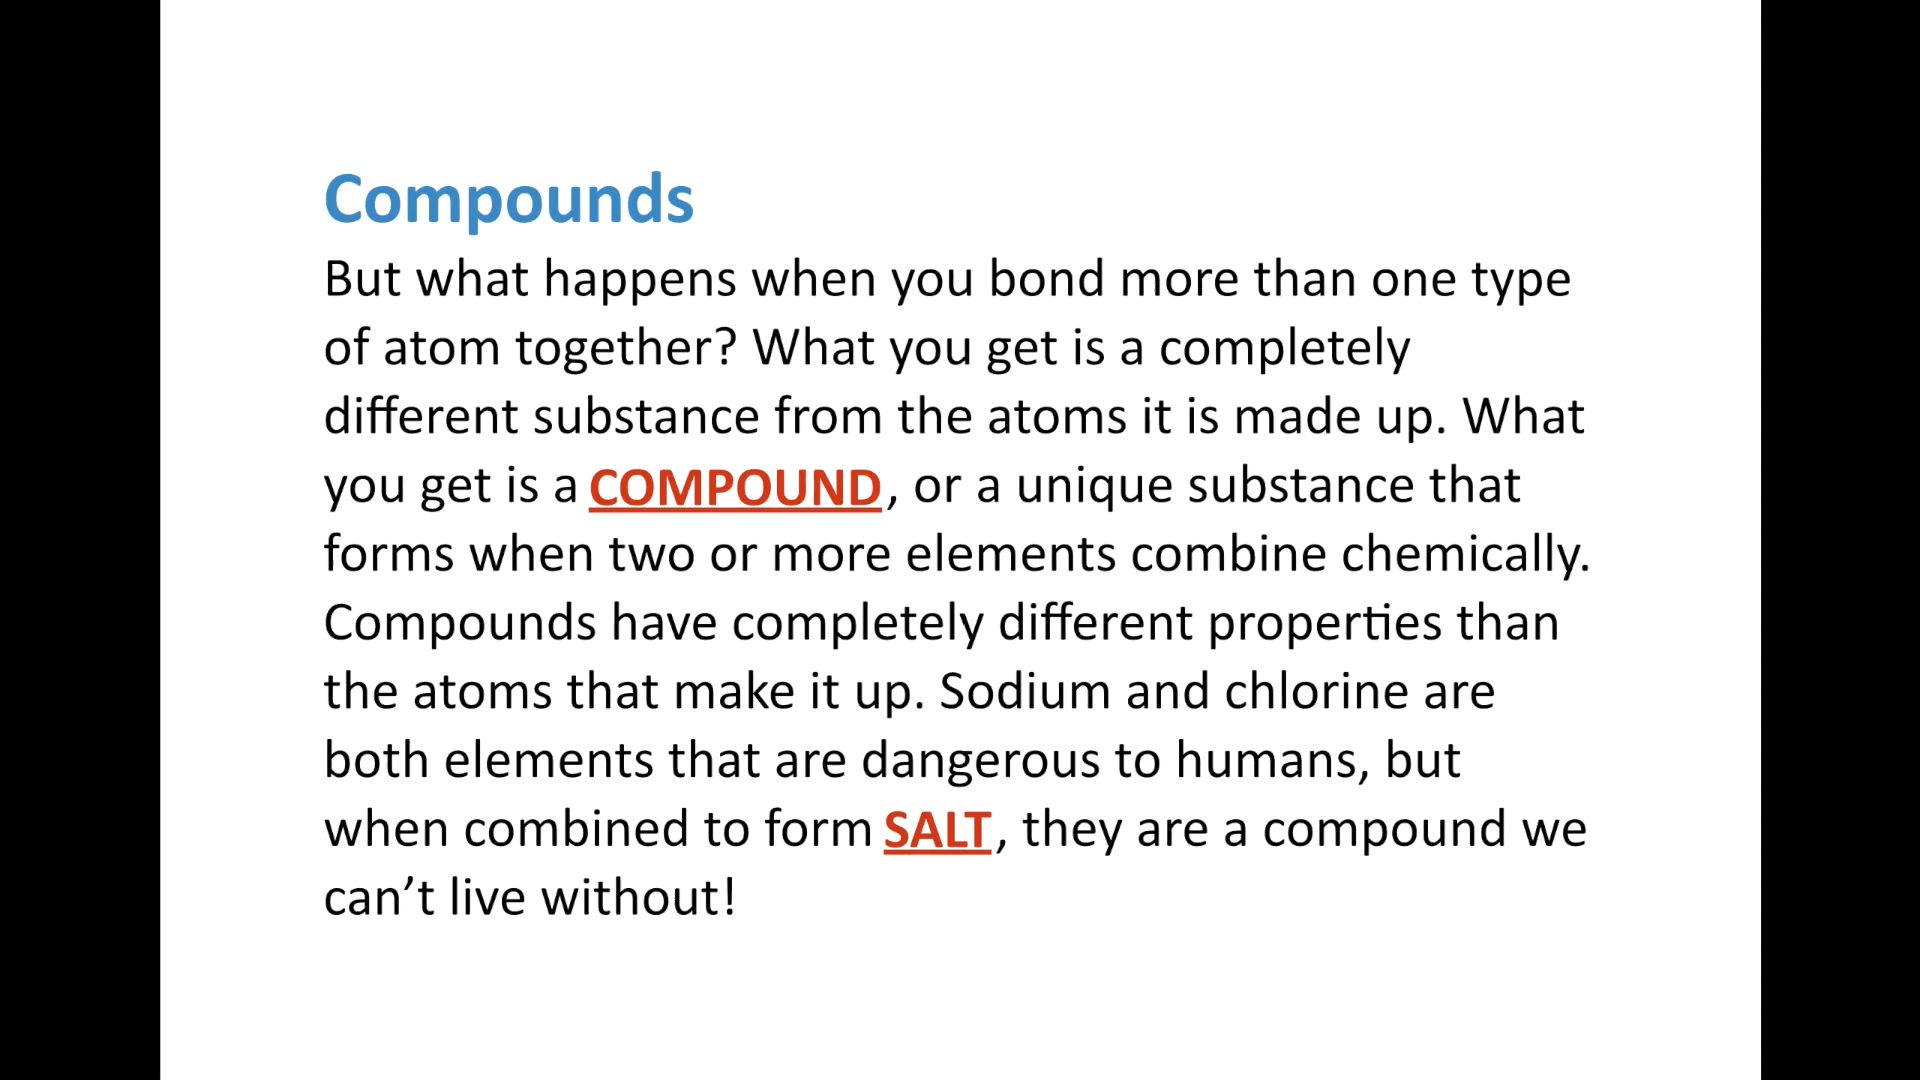 Compounds
But what happens when you bond more than one type
of atom together? What you get is a completely
different substance from the atoms it is made up. What
you get is a COMPOUND, or a unique substance that
forms when two or more elements combine chemically.
Compounds have completely different properties than
the atoms that make it up. Sodium and chlorine are
both elements that are dangerous to humans, but
when combined to form SALT, they are a compound we
can’t live without!